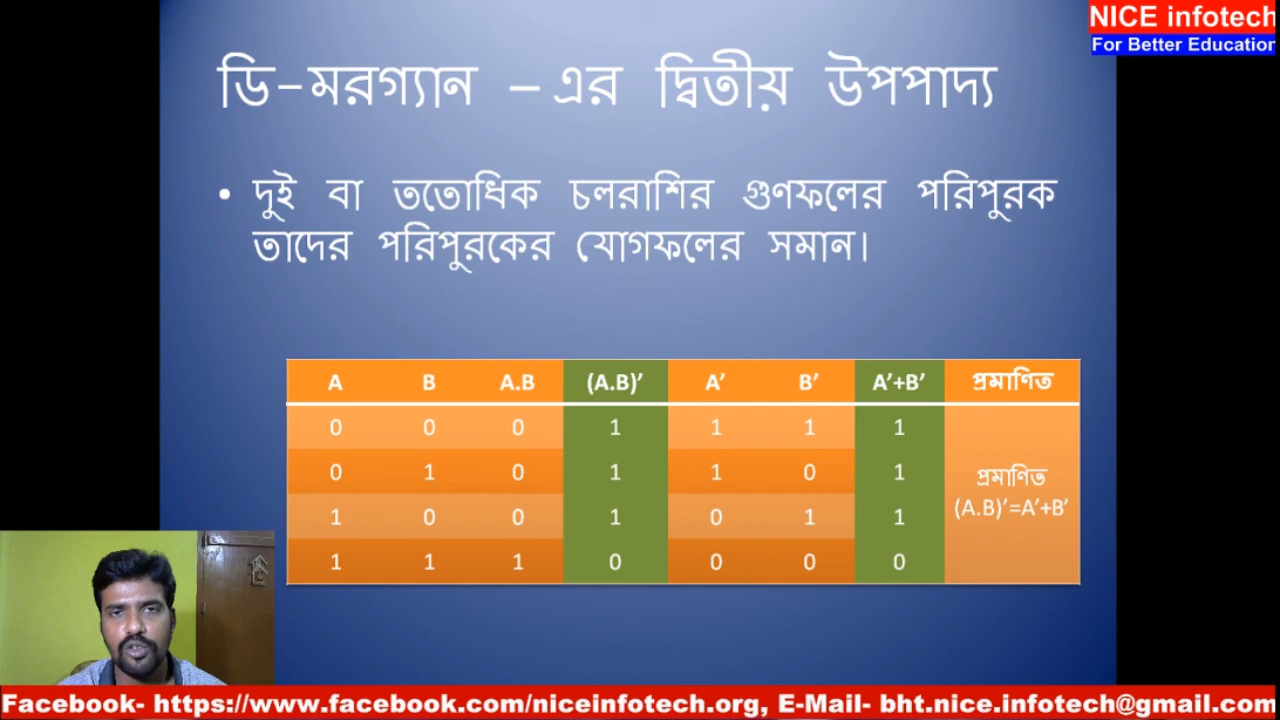 NICE infotech
For Better Education
ডি-মরগ্যান –এর দ্বিতীয় উপপাদ্য
• দুই বা ততোধিক চলরাশির গুণফলের পরিপুরক
তাদের পরিপুরকের যোগফলের সমান।
A B A.B (A.B)’ A’ B’ A’+B’ প্রমাণিত
0 0 0 1 1 1 1
0 1 0 1 1 0 1
প্রমাণিত
(A.B)’=A’+B’
1 0 0 1 0 1 1
1 1 1 0 0 0 0
Facebook- https://www.facebook.com/niceinfotech.org, E-Mail- bht.nice.infotech@gmail.com